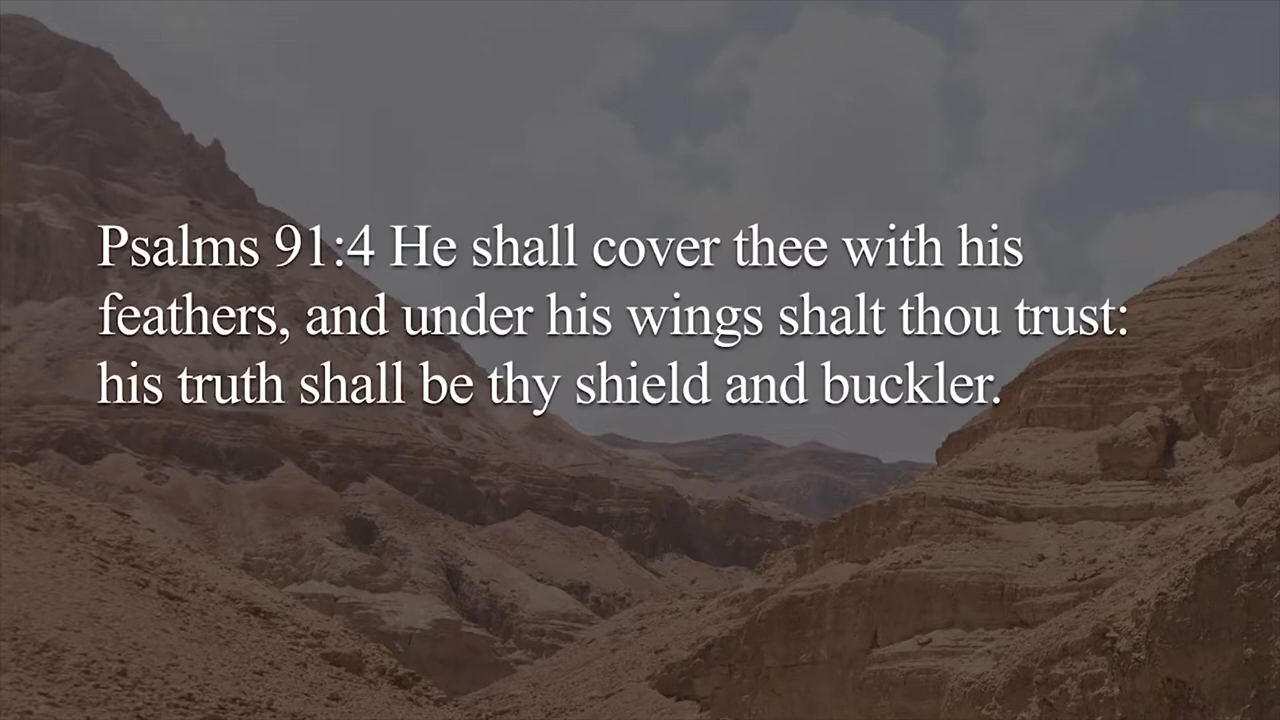 Psalms 91:4 He shall cover thee with his
feathers, and under his wings shalt thou trust:
his truth shall be thy shield and buckler.